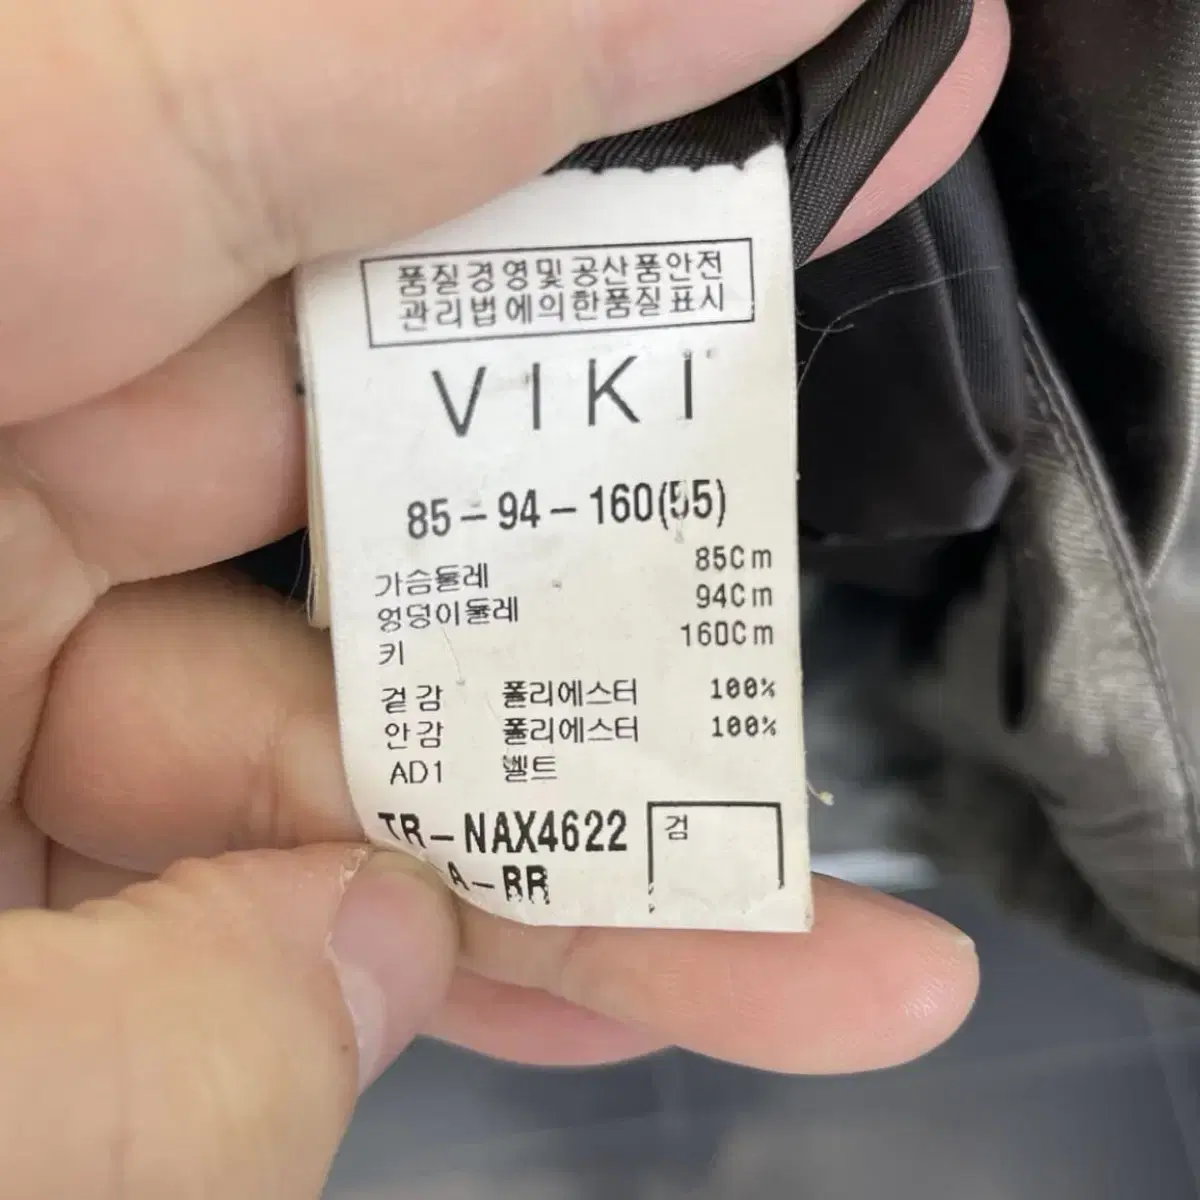 품질경영및공산품안전
관리법에의한품질표시
VIKI
85-94-160(55)
가슴둘레 85Cm
엉덩이둘레 94Cm
키 160Cm
겉감 폴리에스터 100%
안감 폴리에스터 100%
AD1 벨트
TR-NAX4622
A-RR
검